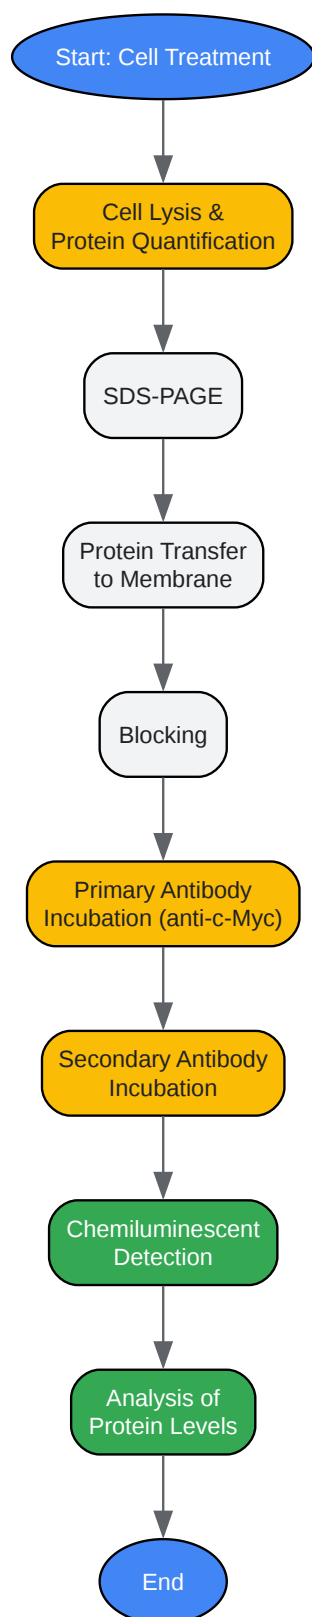 Start: Cell Treatment
Cell Lysis &
Protein Quantification
SDS-PAGE
Protein Transfer
to Membrane
Blocking
Primary Antibody
Incubation (anti-c-Myc)
Secondary Antibody
Incubation
Chemiluminescent
Detection
Analysis of
Protein Levels
End